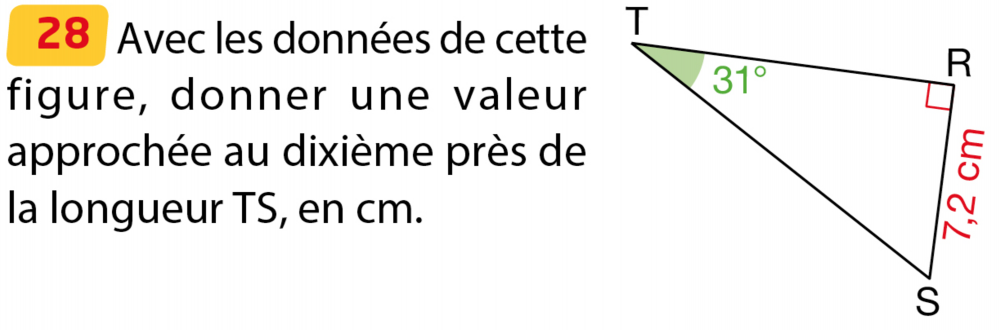 28 Avec les données de cette
figure, donner une valeur
approchée au dixième près de
la longueur TS, en cm.
T
31°
R
7,2 cm
S